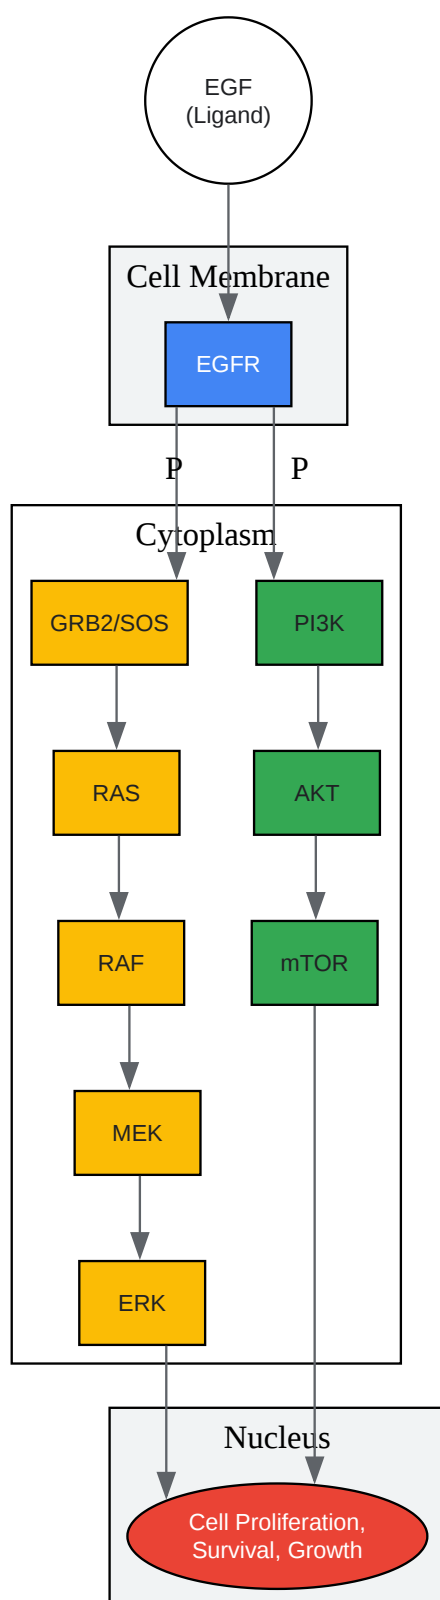 EGF
(Ligand)
Cell Membrane
EGFR
P P
Cytoplasm
GRB2/SOS PI3K
RAS AKT
RAF mTOR
MEK
ERK
Nucleus
Cell Proliferation,
Survival, Growth